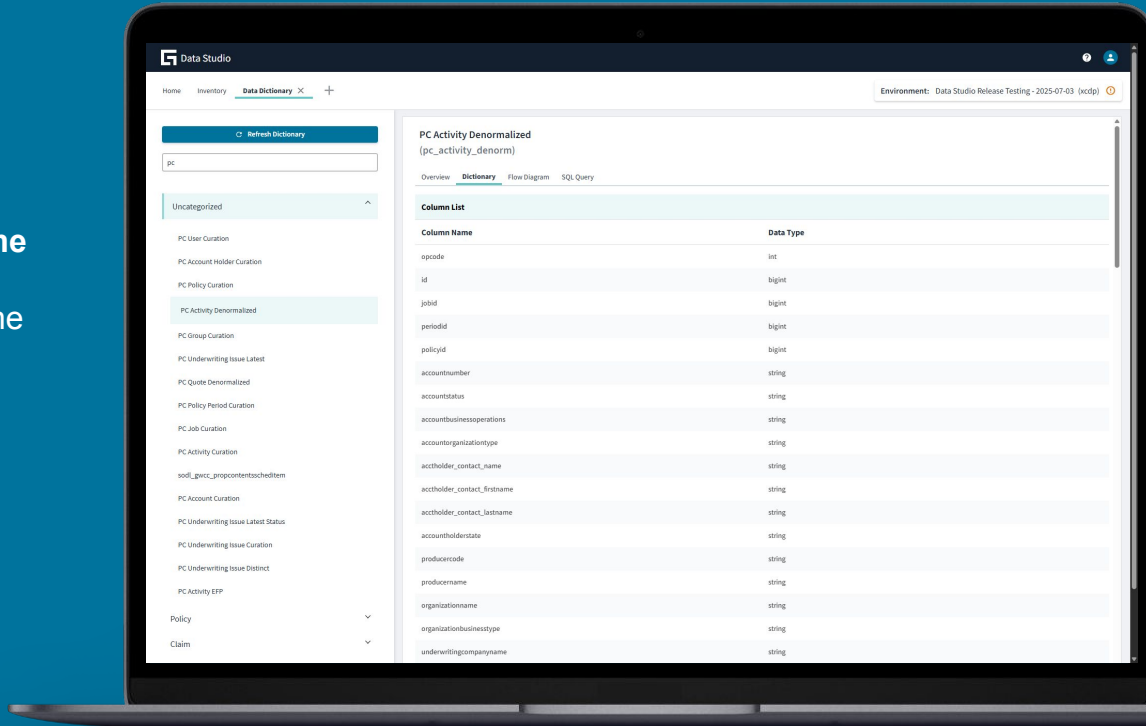 Data Studio
Home Inventory Data Dictionary
Environment: Data Studio Release Testing - 2025-07-03 (xcdp)
Refresh Dictionary
pc
Uncategorized
PC User Curation
PC Account Holder Curation
PC Policy Curation
PC Activity Denormalized
PC Group Curation
PC Underwriting Issue Latest
PC Quote Denormalized
PC Policy Period Curation
PC Job Curation
PC Activity Curation
sodl_gwcc_propcontentsscheditem
PC Account Curation
PC Underwriting Issue Latest Status
PC Underwriting Issue Curation
PC Underwriting Issue Distinct
PC Activity EFP
Policy
Claim
PC Activity Denormalized
(pc_activity_denorm)
Overview Dictionary Flow Diagram SQL Query
Column List
Column Name Data Type
opcode int
id bigint
jobid bigint
periodid bigint
policyid bigint
accountnumber string
accountstatus string
accountbusinessoperations string
accountorganizationtype string
acctholder_contact_name string
acctholder_contact_firstname string
acctholder_contact_lastname string
accountholderstate string
producercode string
producername string
organizationname string
organizationbusinesstype string
underwritingcompanyname string